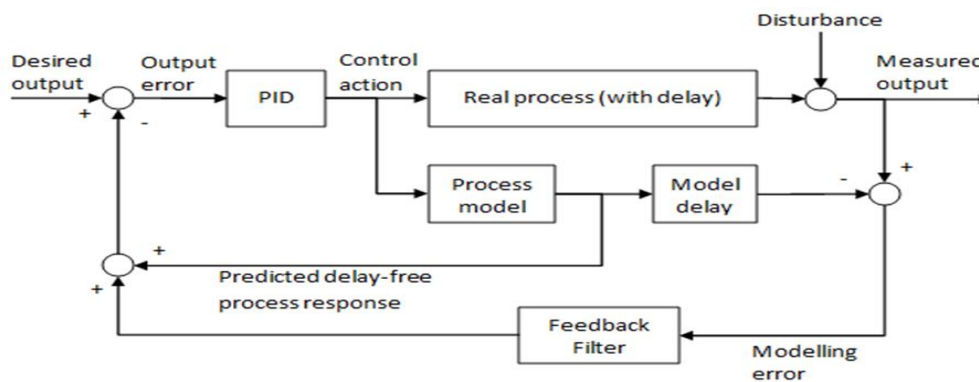 Disturbance
Desired
output
Output
error
Control
action
Measured
output
PID
Real process (with delay)
+
-
+
-
Process
model
Model
delay
+
+
Predicted delay-free
process response
Feedback
Filter
Modelling
error